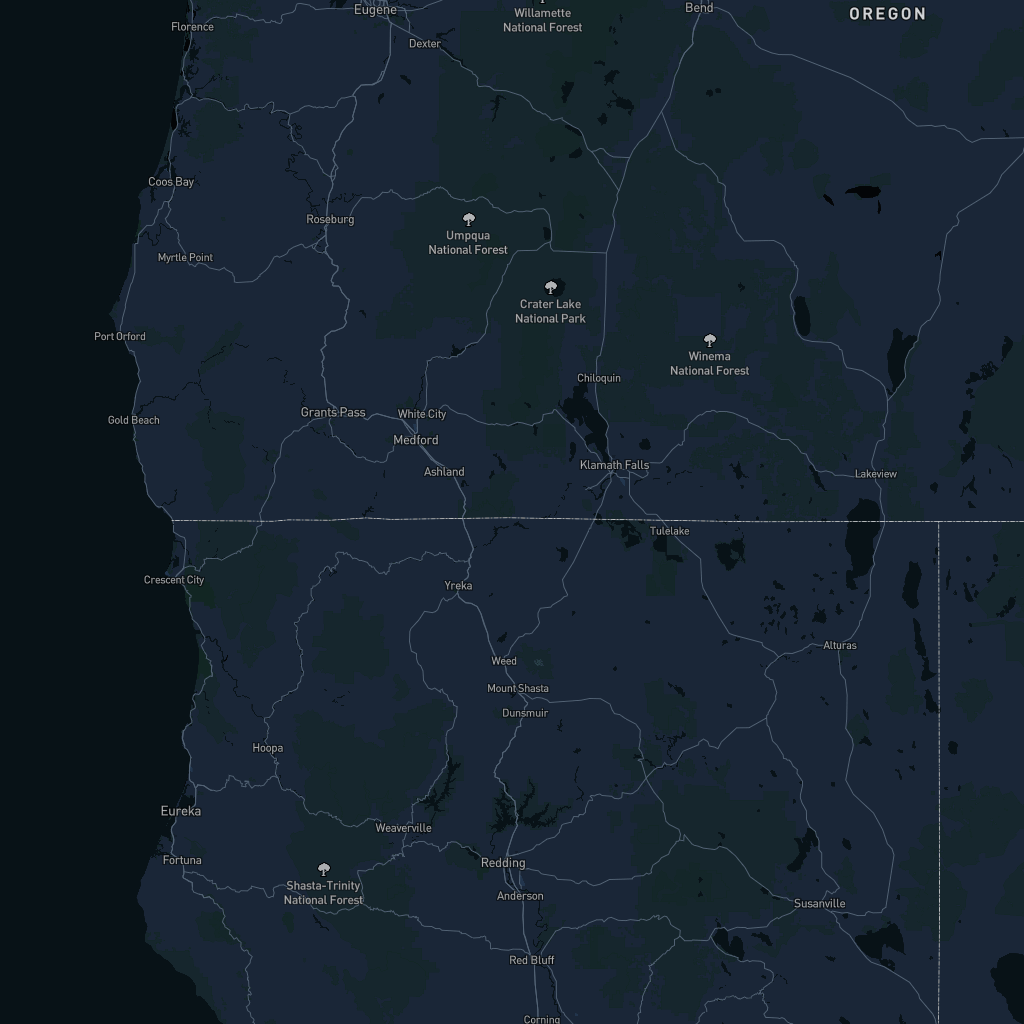 Eugene
Willamette
National Forest
Bend
OREGON
Florence
Dexter
Coos Bay
Roseburg
Umpqua
National Forest
Myrtle Point
Crater Lake
National Park
Port Orford
Winema
National Forest
Chiloquin
Grants Pass
White City
Gold Beach
Medford
Ashland
Klamath Falls
Lakeview
Tulelake
Crescent City
Yreka
Alturas
Weed
Mount Shasta
Dunsmuir
Hoopa
Eureka
Weaverville
Fortuna
Redding
Shasta-Trinity
National Forest
Anderson
Susanville
Red Bluff
Corning